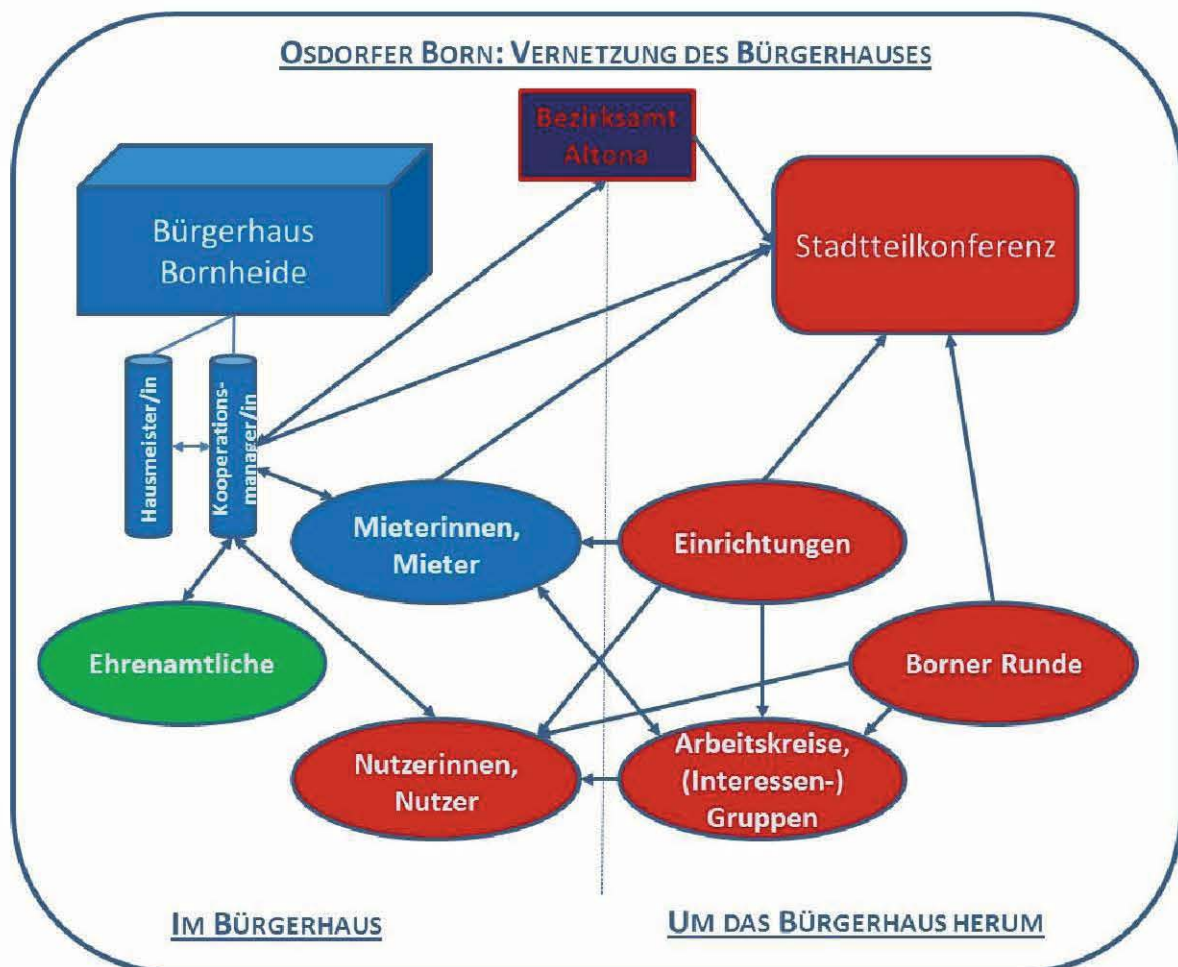 OSDORFER BORN: VERNETZUNG DES BÜRGERHAUSES
Bezirksamt
Altona
Bürgerhaus
Bornheide
Stadtteilkonferenz
Hausmeister/in
Kooperations-
manager/in
Mieterinnen,
Mieter
Einrichtungen
Ehrenamtliche
Borner Runde
Nutzerinnen,
Nutzer
Arbeitskreise,
(Interessen-)
Gruppen
IM BÜRGERHAUS
UM DAS BÜRGERHAUS HERUM